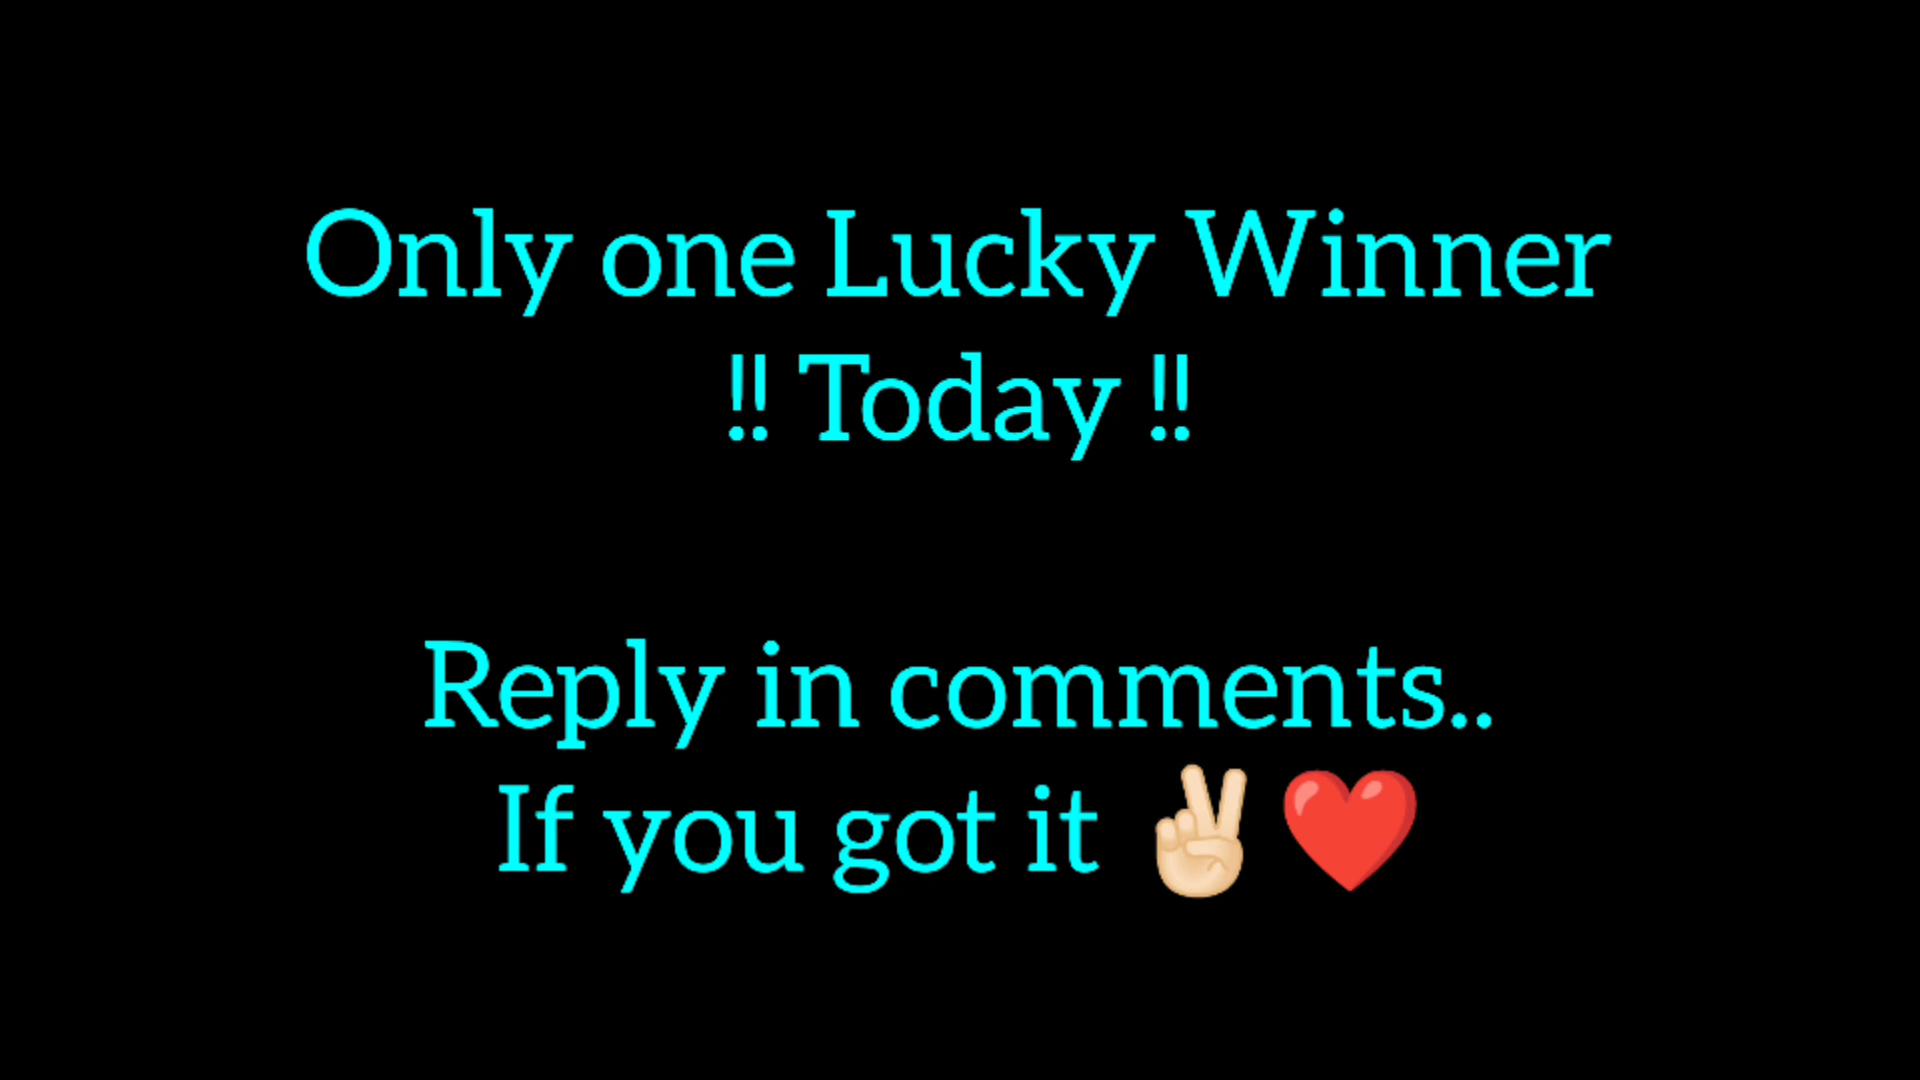 Only one Lucky Winner
!! Today !!
Reply in comments..
If you got it ✌🏻❤️